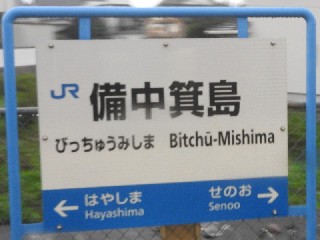 JR 備中箕島
びっちゅうみしま Bitchū-Mishima
← はやしま せのお →
Hayashima Senoo